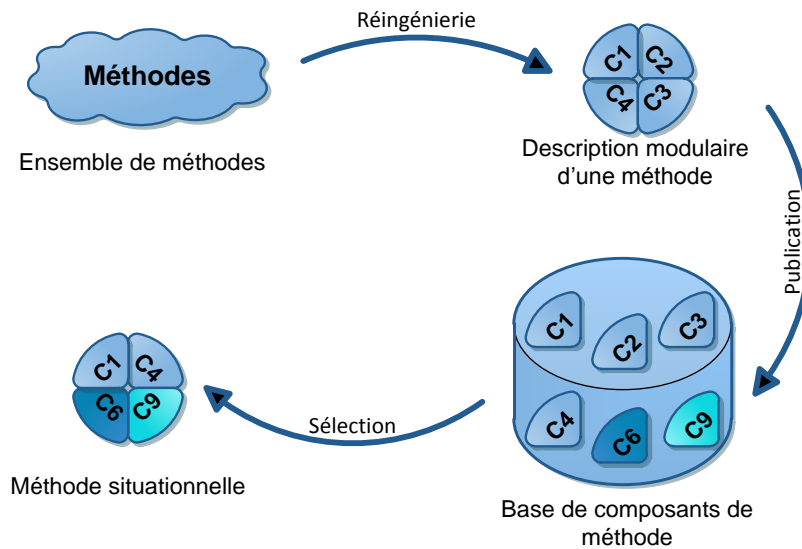 Réingénierie
Méthodes
C1
C2
C4
C3
Ensemble de méthodes
Description modulaire
d'une méthode
Publication
C1
C2
C3
C4
C6
C9
Base de composants de
méthode
Sélection
C1
C4
C6
C9
Méthode situationnelle